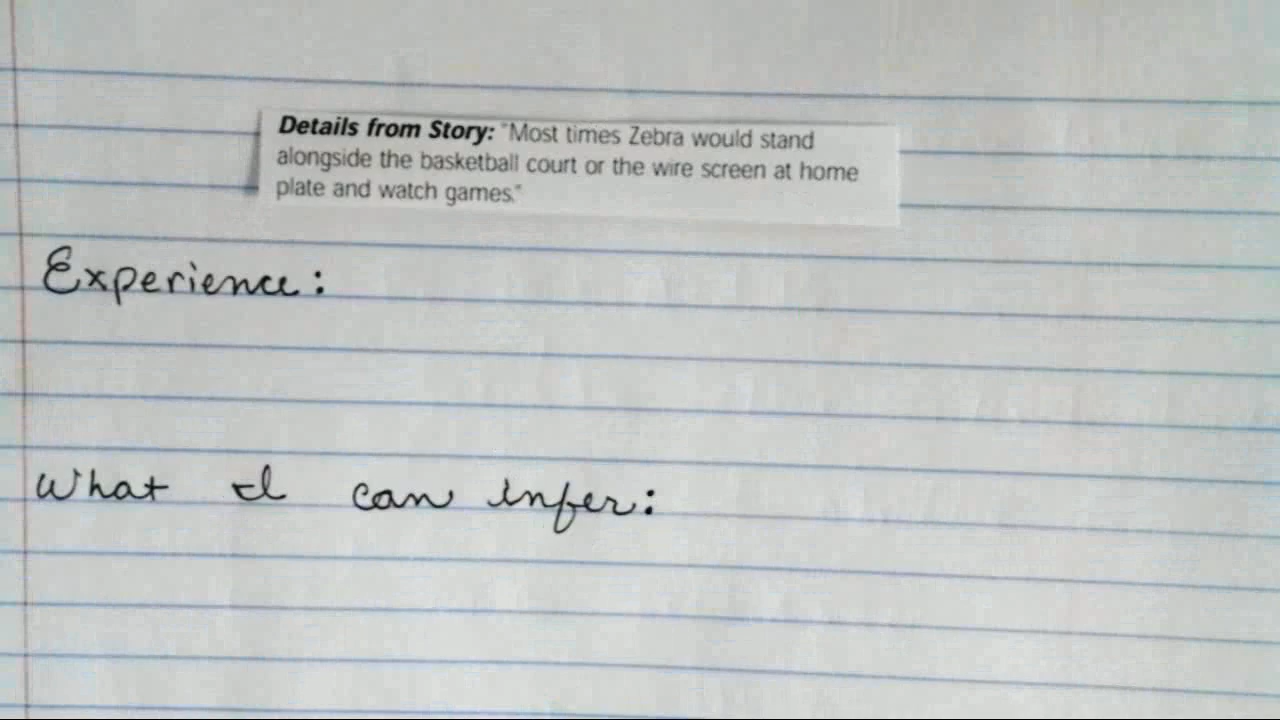 Details from Story: "Most times Zebra would stand
alongside the basketball court or the wire screen at home
plate and watch games."
Experience:
What I can infer: